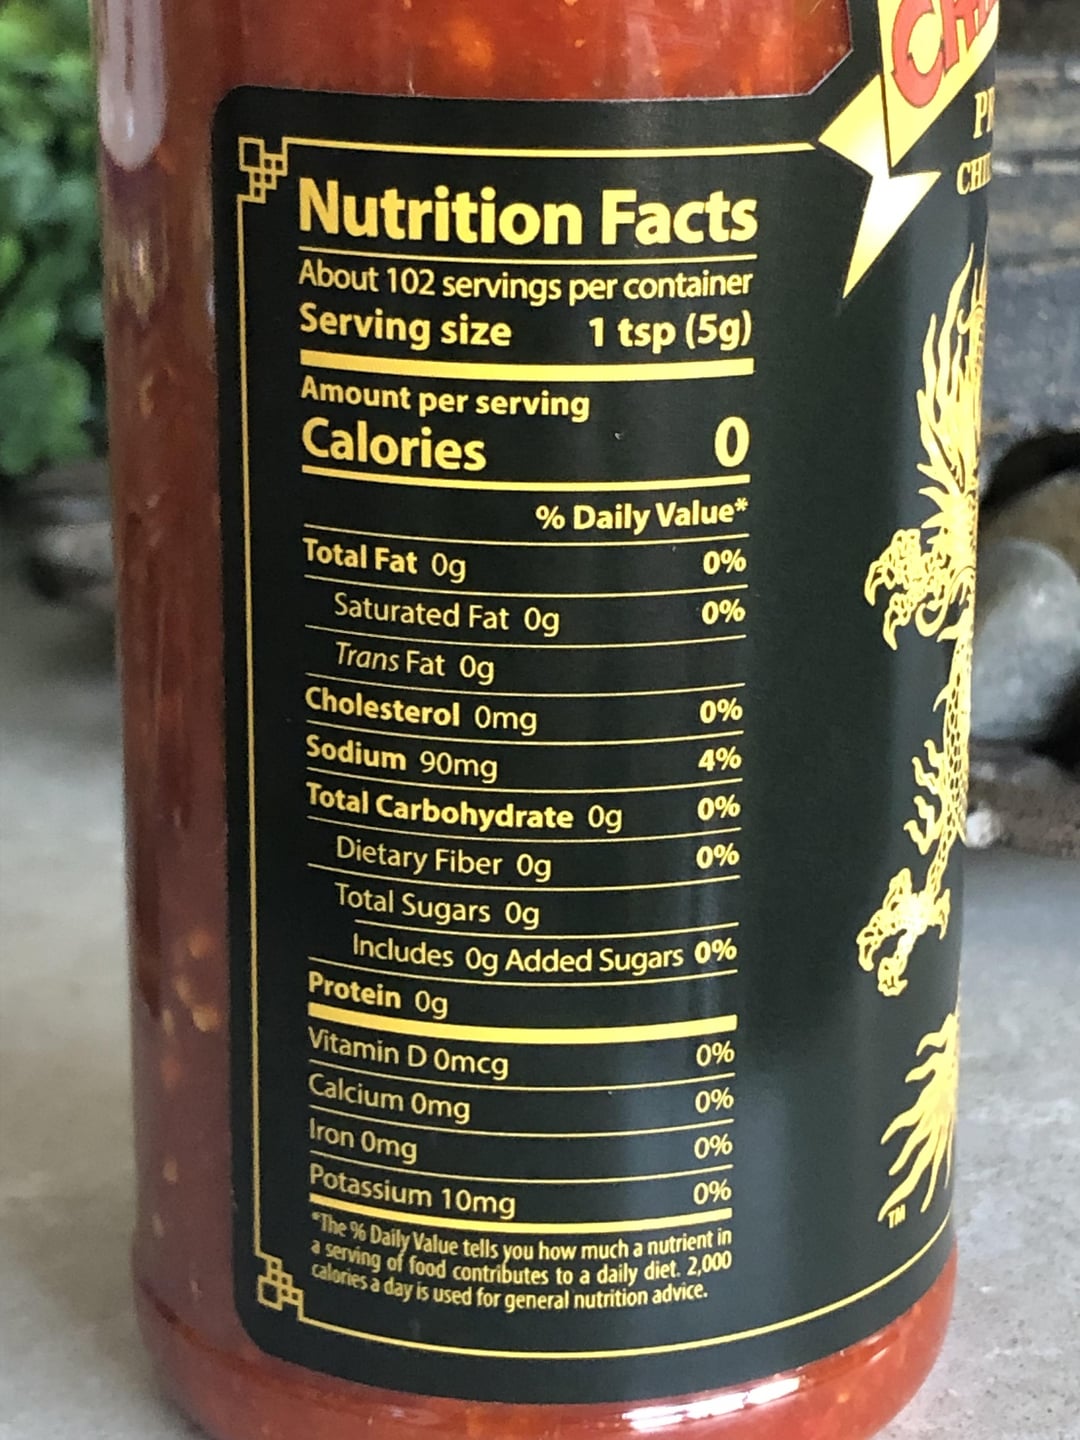 Nutrition Facts
About 102 servings per container
Serving size 1 tsp (5g)
Amount per serving
Calories 0
% Daily Value*
Total Fat 0g 0%
Saturated Fat 0g 0%
Trans Fat 0g
Cholesterol 0mg 0%
Sodium 90mg 4%
Total Carbohydrate 0g 0%
Dietary Fiber 0g 0%
Total Sugars 0g
Includes 0g Added Sugars 0%
Protein 0g
Vitamin D 0mcg 0%
Calcium 0mg 0%
Iron 0mg 0%
Potassium 10mg 0%
*The % Daily Value tells you how much a nutrient in
a serving of food contributes to a daily diet. 2,000
calories a day is used for general nutrition advice.
TM